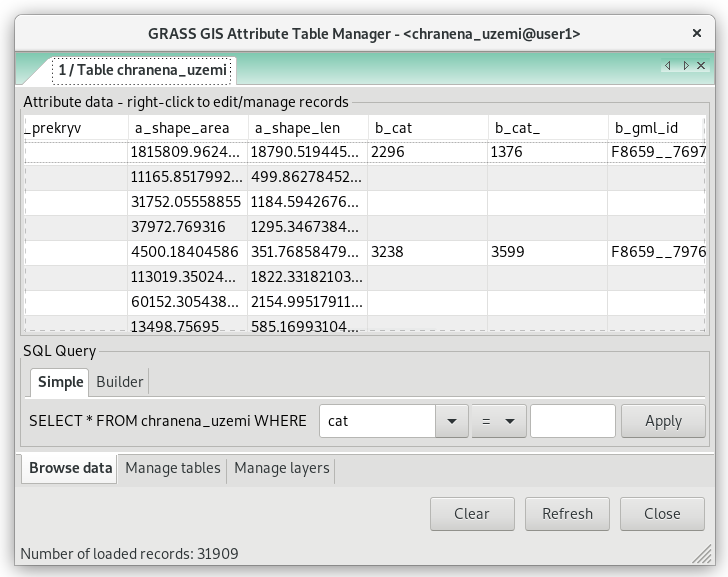 GRASS GIS Attribute Table Manager - <chranena_uzemi@user1>
1 / Table chranena_uzemi
Attribute data - right-click to edit/manage records
_prekryv a_shape_area a_shape_len b_cat b_cat_ b_gml_id
1815809.9624... 18790.519445... 2296 1376 F8659__7697
11165.8517992... 499.86278452...
31752.05558855 1184.5942676...
37972.769316 1295.3467384...
4500.18404586 351.76858479... 3238 3599 F8659__7976
113019.35024... 1822.33182103...
60152.305438... 2154.99517911...
13498.75695 585.16993104...
SQL Query
Simple Builder
SELECT * FROM chranena_uzemi WHERE cat = Apply
Browse data Manage tables Manage layers
Clear Refresh Close
Number of loaded records: 31909